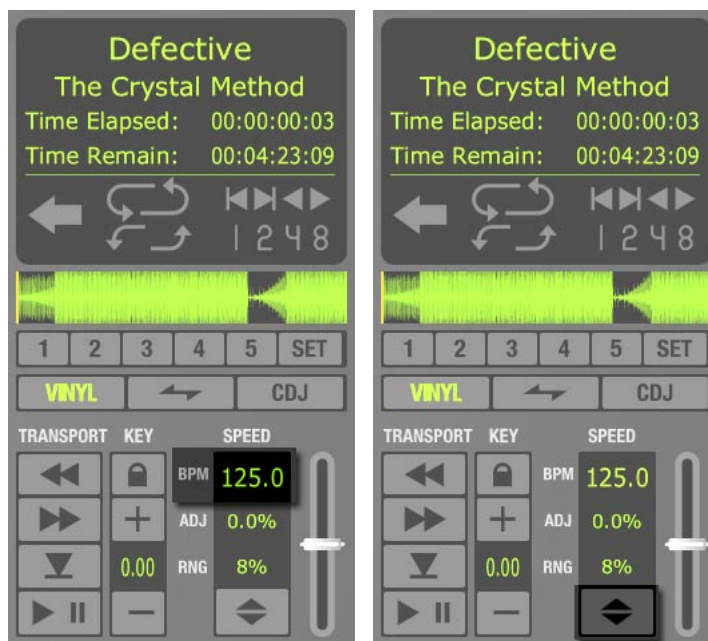 Defective
The Crystal Method
Time Elapsed: 00:00:00:03
Time Remain: 00:04:23:09
1 2 4 8
1 2 3 4 5 SET
VINYL CDJ
TRANSPORT KEY SPEED
BPM 125.0
ADJ 0.0%
0.00 RNG 8%
Defective
The Crystal Method
Time Elapsed: 00:00:00:03
Time Remain: 00:04:23:09
1 2 4 8
1 2 3 4 5 SET
VINYL CDJ
TRANSPORT KEY SPEED
BPM 125.0
ADJ 0.0%
0.00 RNG 8%